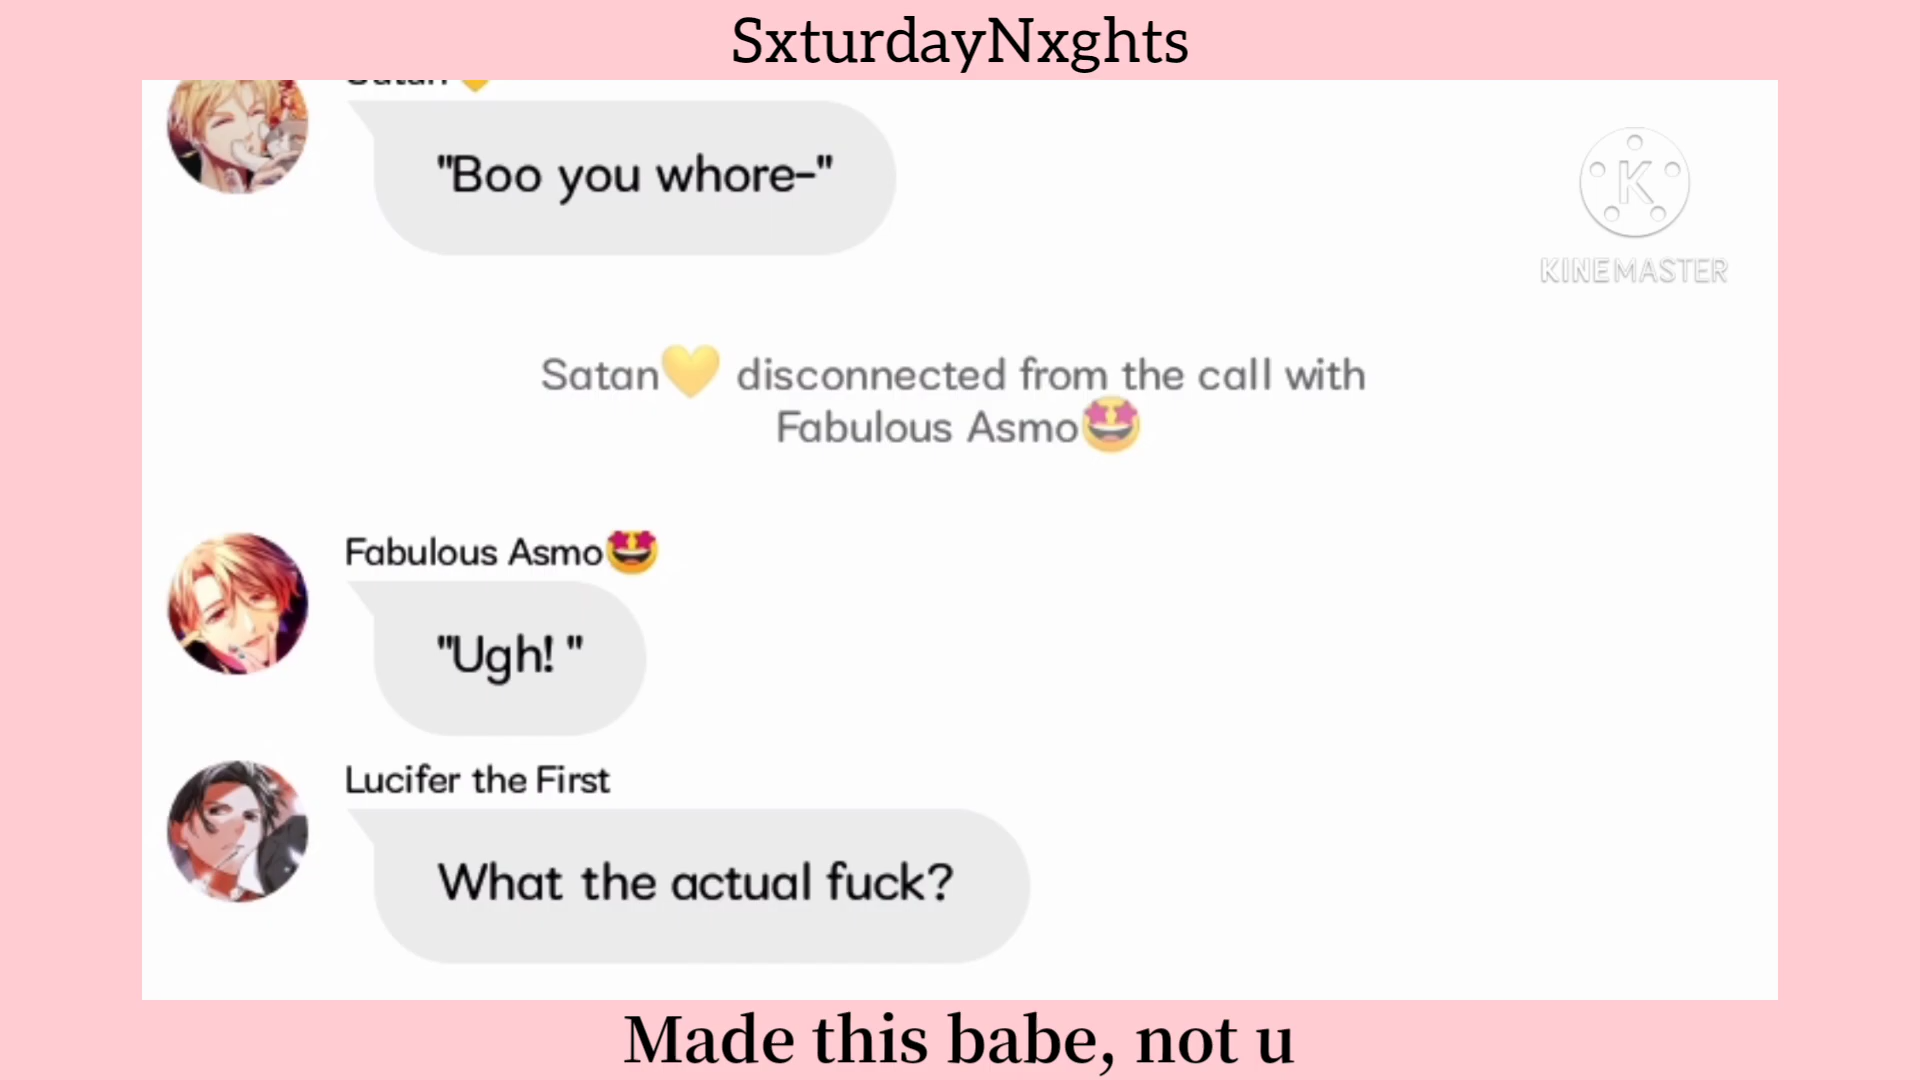 SxturdayNxghts
Satan💛
"Boo you whore-"
KINEMASTER
Satan💛 disconnected from the call with
Fabulous Asmo🤩
Fabulous Asmo🤩
"Ugh! "
Lucifer the First
What the actual fuck?
Made this babe, not u